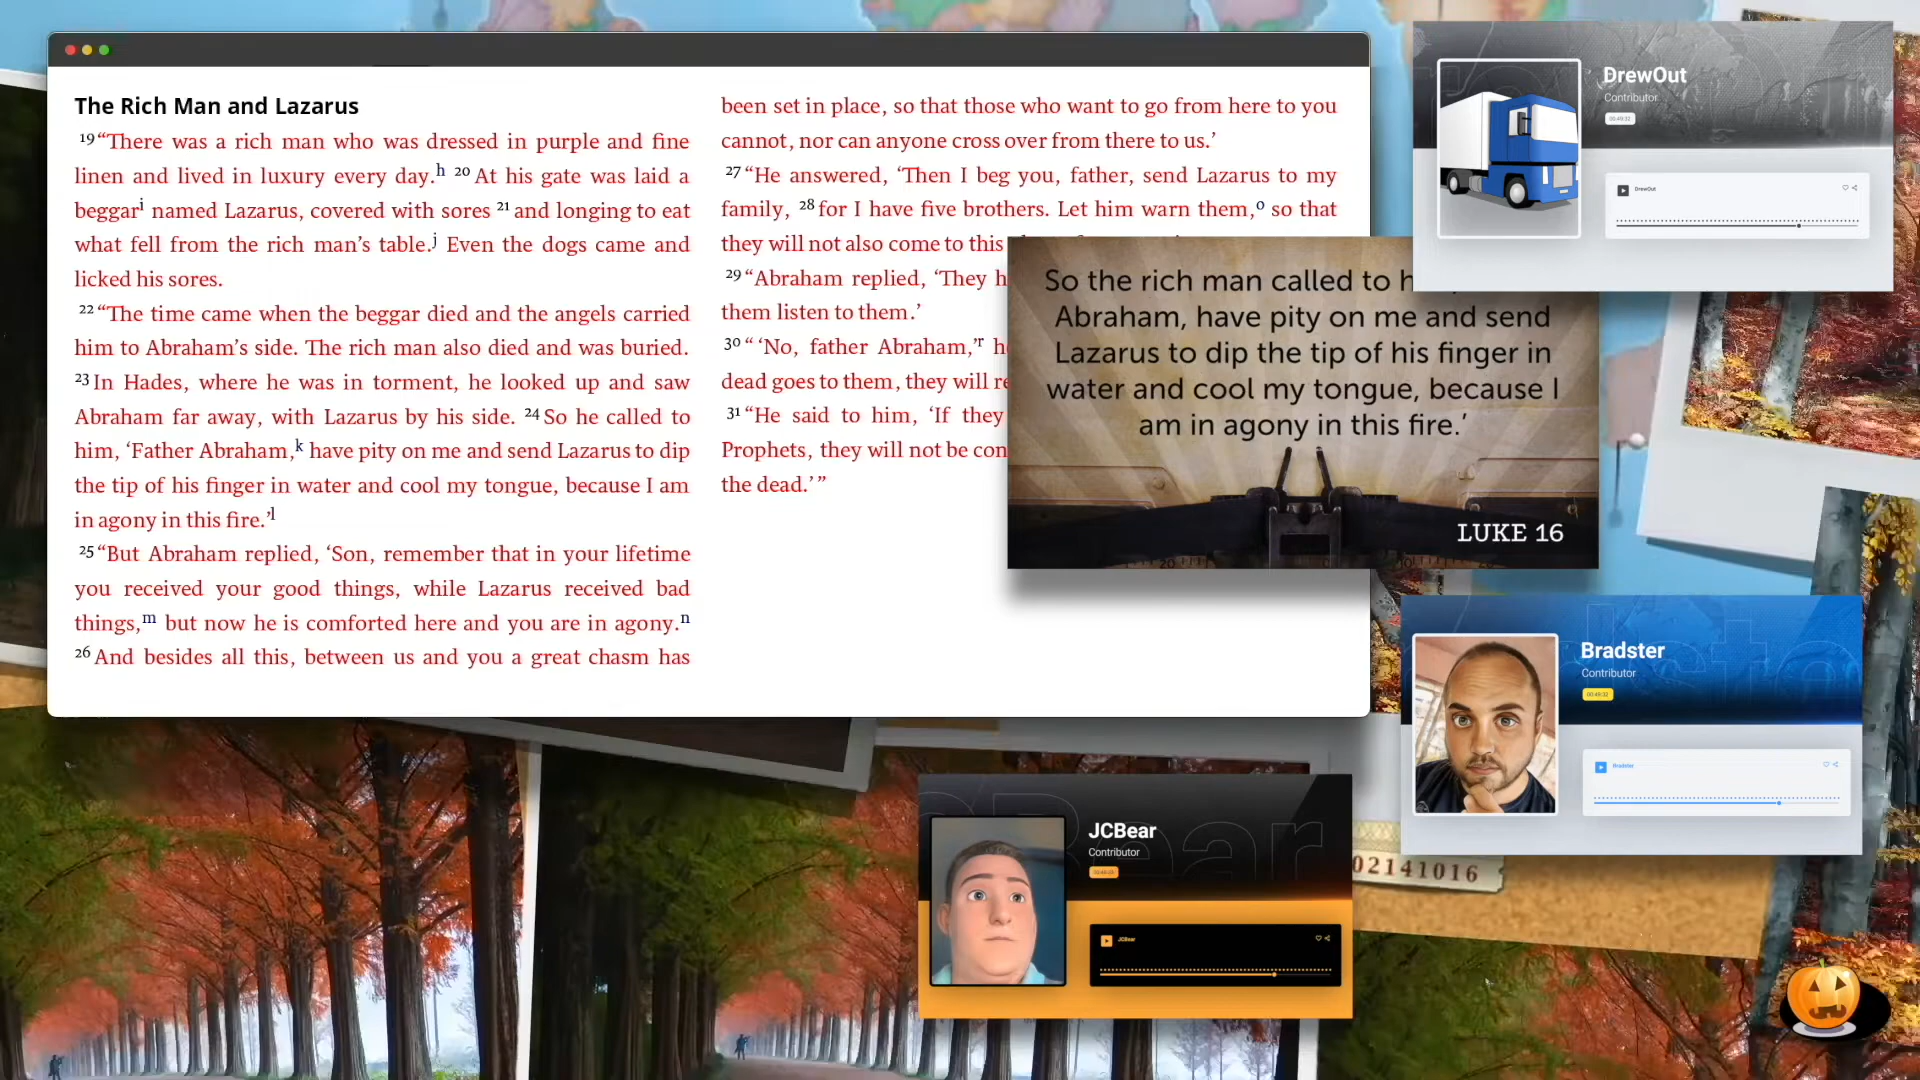 The Rich Man and Lazarus
19 “There was a rich man who was dressed in purple and fine
linen and lived in luxury every day.h 20 At his gate was laid a
beggari named Lazarus, covered with sores 21 and longing to eat
what fell from the rich man’s table.j Even the dogs came and
licked his sores.
22 “The time came when the beggar died and the angels carried
him to Abraham’s side. The rich man also died and was buried.
23 In Hades, where he was in torment, he looked up and saw
Abraham far away, with Lazarus by his side. 24 So he called to
him, ‘Father Abraham,k have pity on me and send Lazarus to dip
the tip of his finger in water and cool my tongue, because I am
in agony in this fire.’l
25 “But Abraham replied, ‘Son, remember that in your lifetime
you received your good things, while Lazarus received bad
things,m but now he is comforted here and you are in agony.n
26 And besides all this, between us and you a great chasm has
been set in place, so that those who want to go from here to you
cannot, nor can anyone cross over from there to us.’
27 “He answered, ‘Then I beg you, father, send Lazarus to my
family, 28 for I have five brothers. Let him warn them,o so that
they will not also come to this
29 “Abraham replied, ‘They
them listen to them.’
30 “ ‘No, father Abraham,’r
dead goes to them, they will
31 “He said to him, ‘If they
Prophets, they will not be
the dead.’ ”
So the rich man called to
Abraham, have pity on me and send
Lazarus to dip the tip of his finger in
water and cool my tongue, because I
am in agony in this fire.’
LUKE 16
DrewOut
Contributor
00:49:32
DrewOut
Bradster
Contributor
00:49:32
Bradster
JCBear
Contributor
JCBear
02141016